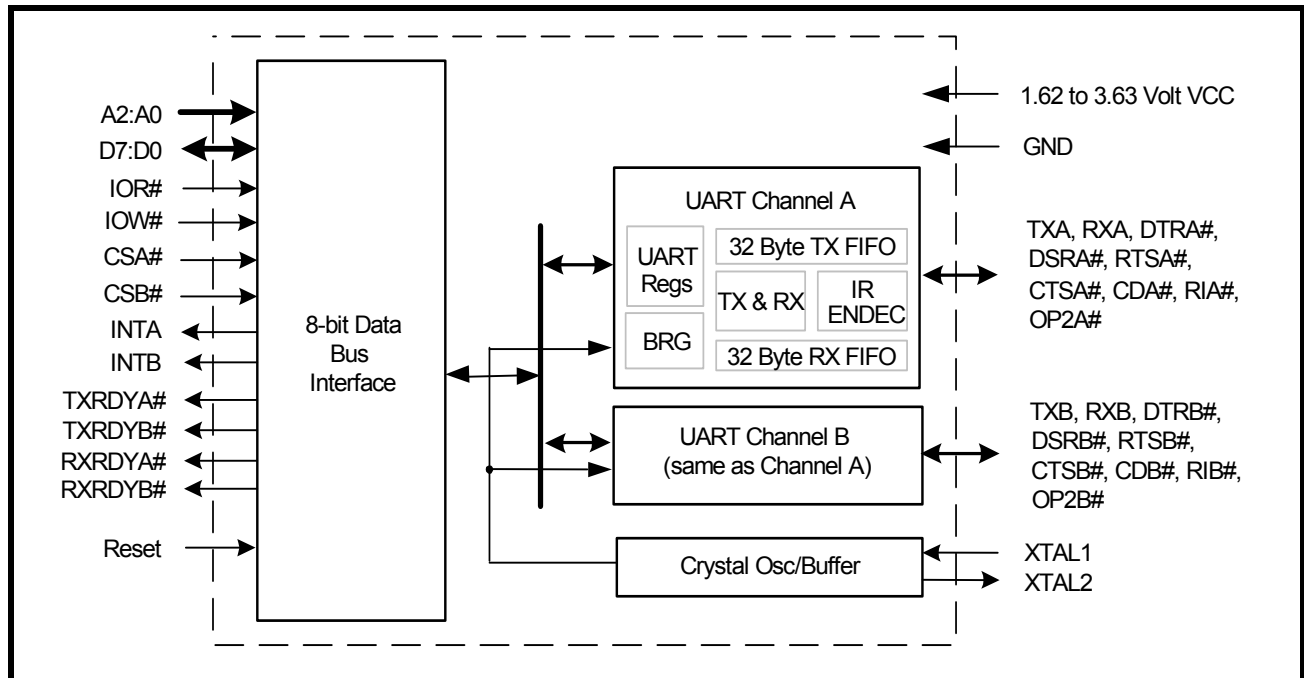 A2:A0
D7:D0
IOR#
IOW#
CSA#
CSB#
INTA
INTB
TXRDYA#
TXRDYB#
RXRDYA#
RXRDYB#
Reset
8-bit Data
Bus
Interface
UART Channel A
UART
Regs
BRG
32 Byte TX FIFO
TX & RX
IR
ENDEC
32 Byte RX FIFO
UART Channel B
(same as Channel A)
Crystal Osc/Buffer
1.62 to 3.63 Volt VCC
GND
TXA, RXA, DTRA#,
DSRA#, RTSA#,
CTSA#, CDA#, RIA#,
OP2A#
TXB, RXB, DTRB#,
DSRB#, RTSB#,
CTSB#, CDB#, RIB#,
OP2B#
XTAL1
XTAL2